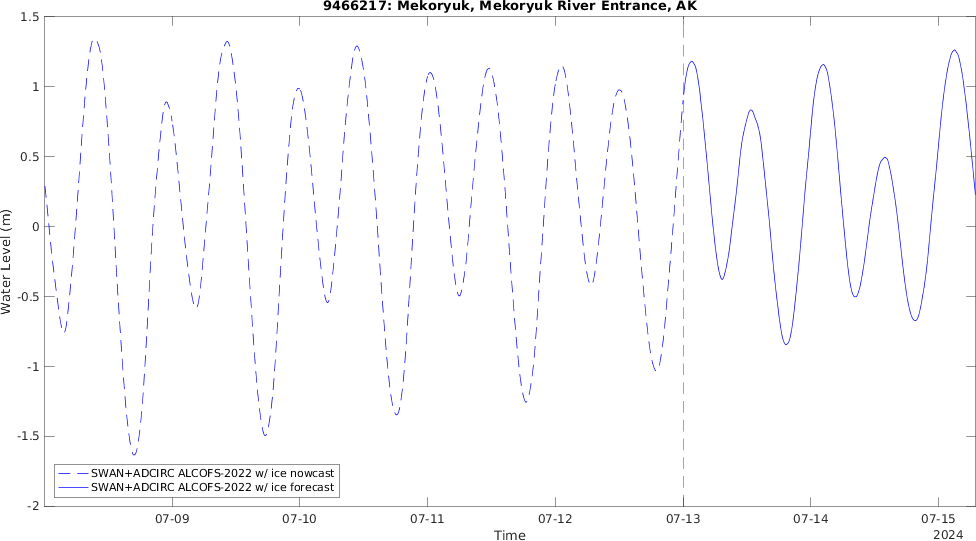 9466217: Mekoryuk, Mekoryuk River Entrance, AK
1.5
1
0.5
0
-0.5
-1
-1.5
-2
Water Level (m)
SWAN+ADCIRC ALCOFS-2022 w/ ice nowcast
SWAN+ADCIRC ALCOFS-2022 w/ ice forecast
07-09 07-10 07-11 07-12 07-13 07-14 07-15
Time
2024